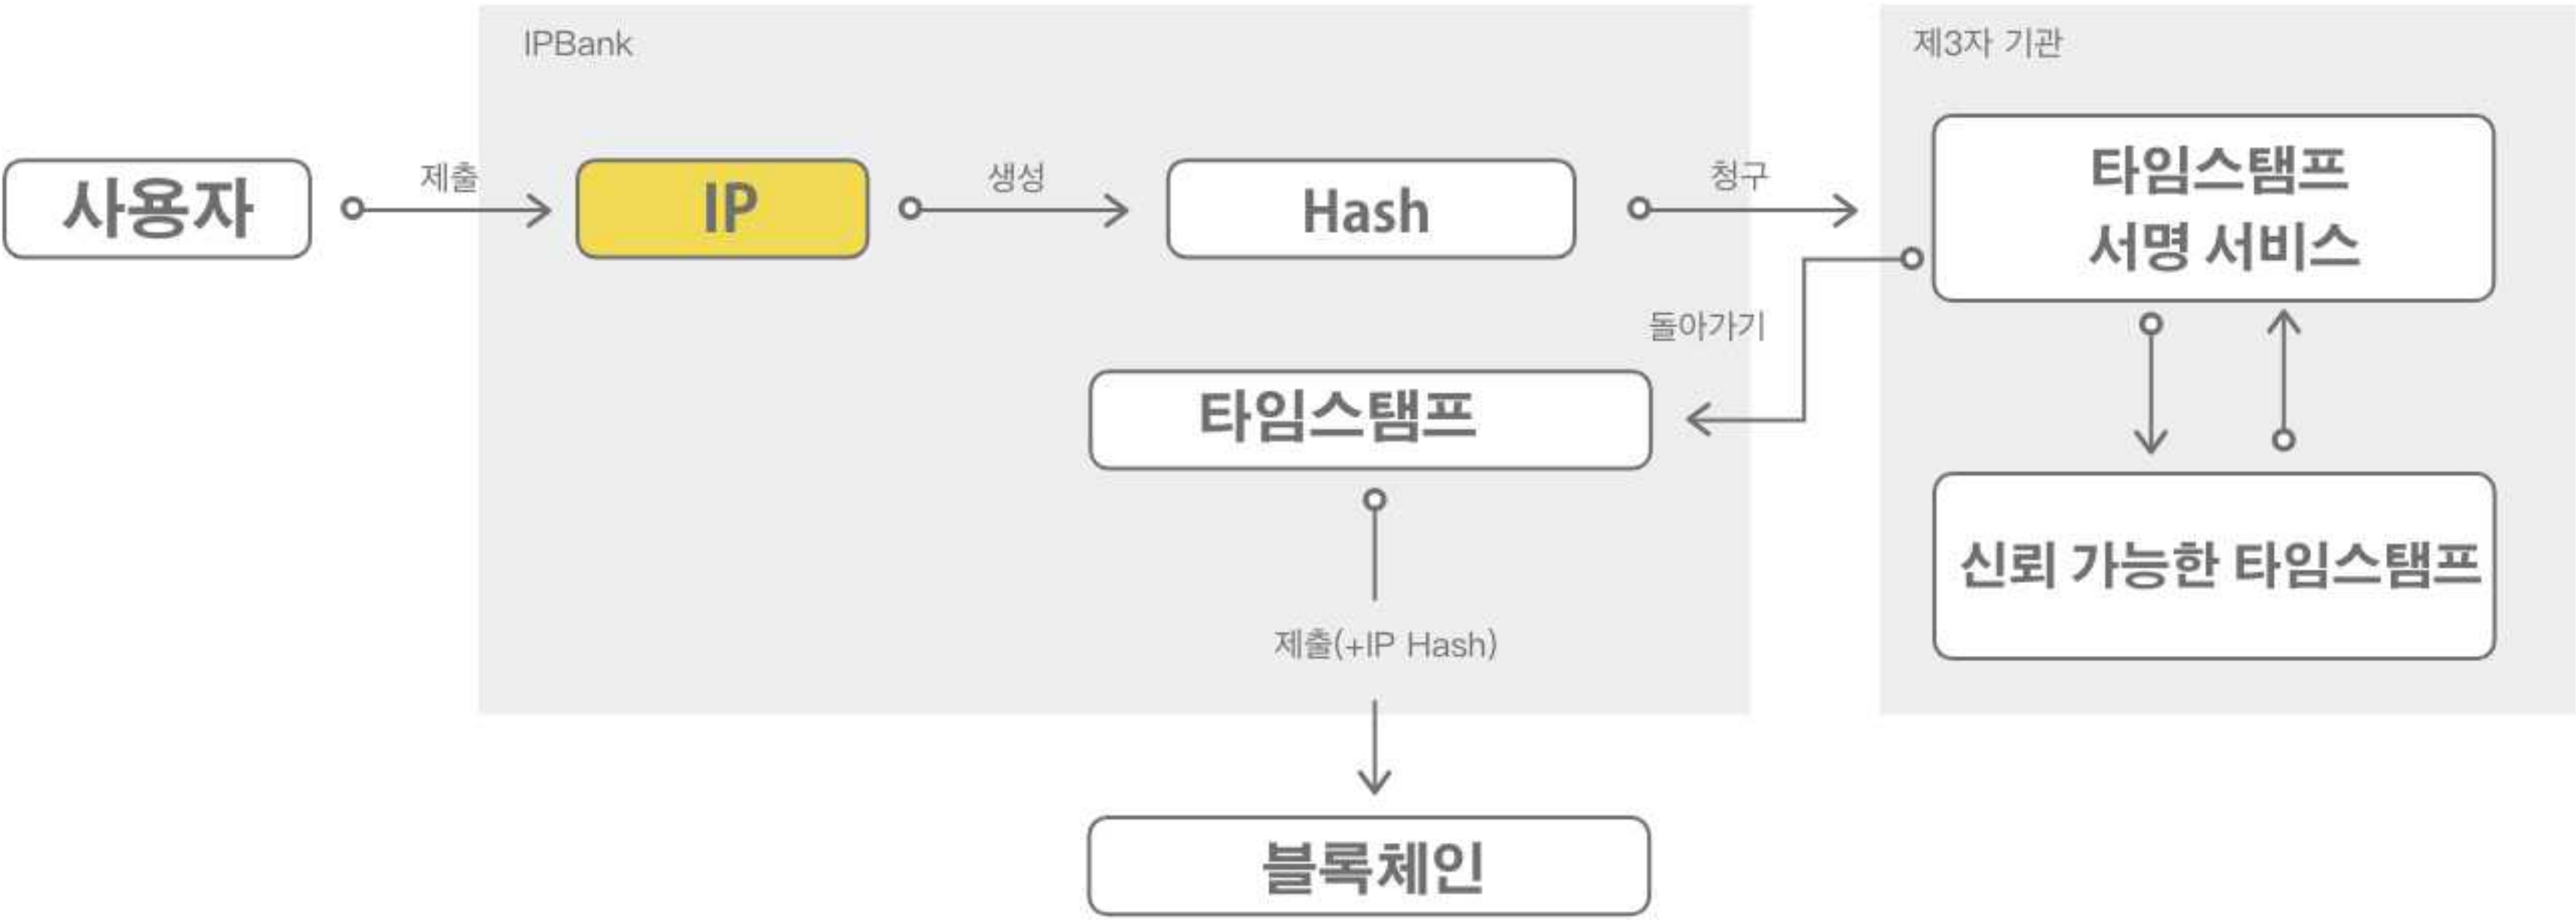 IPBank
제3자 기관
사용자
제출
IP
생성
Hash
청구
타임스탬프
서명 서비스
돌아가기
타임스탬프
신뢰 가능한 타임스탬프
제출(+IP Hash)
블록체인